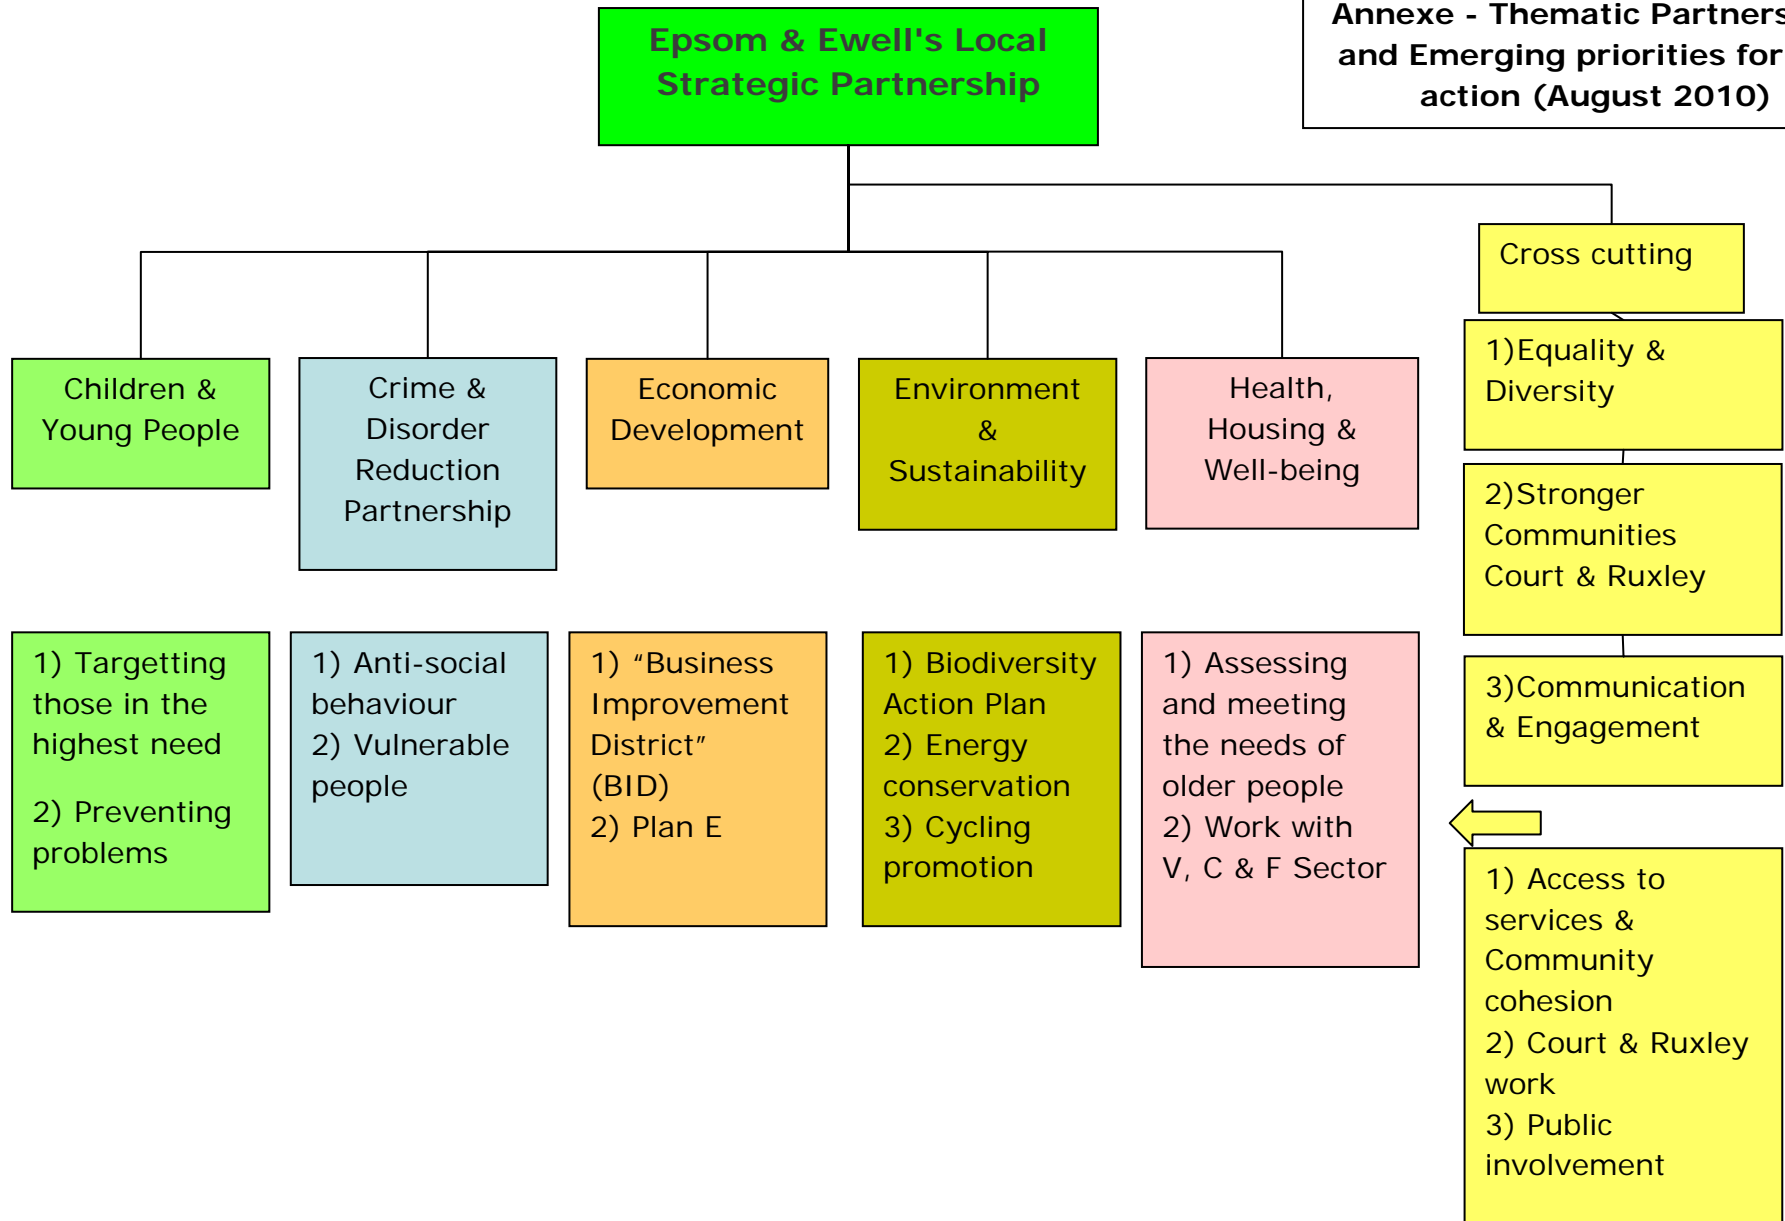 Epsom & Ewell's Local
Strategic Partnership
Annexe - Thematic
and Emerging priorities for
action (August 2010)
Cross cutting
Children &
Young People
Crime &
Disorder
Reduction
Partnership
Economic
Development
Environment
&
Sustainability
Health,
Housing &
Well-being
1)Equality &
Diversity
2)Stronger
Communities
Court & Ruxley
3)Communication
& Engagement
1) Targetting
those in the
highest need
2) Preventing
problems
1) Anti-social
behaviour
2) Vulnerable
people
1) “Business
Improvement
District”
(BID)
2) Plan E
1) Biodiversity
Action Plan
2) Energy
conservation
3) Cycling
promotion
1) Assessing
and meeting
the needs of
older people
2) Work with
V, C & F Sector
1) Access to
services &
Community
cohesion
2) Court & Ruxley
work
3) Public
involvement